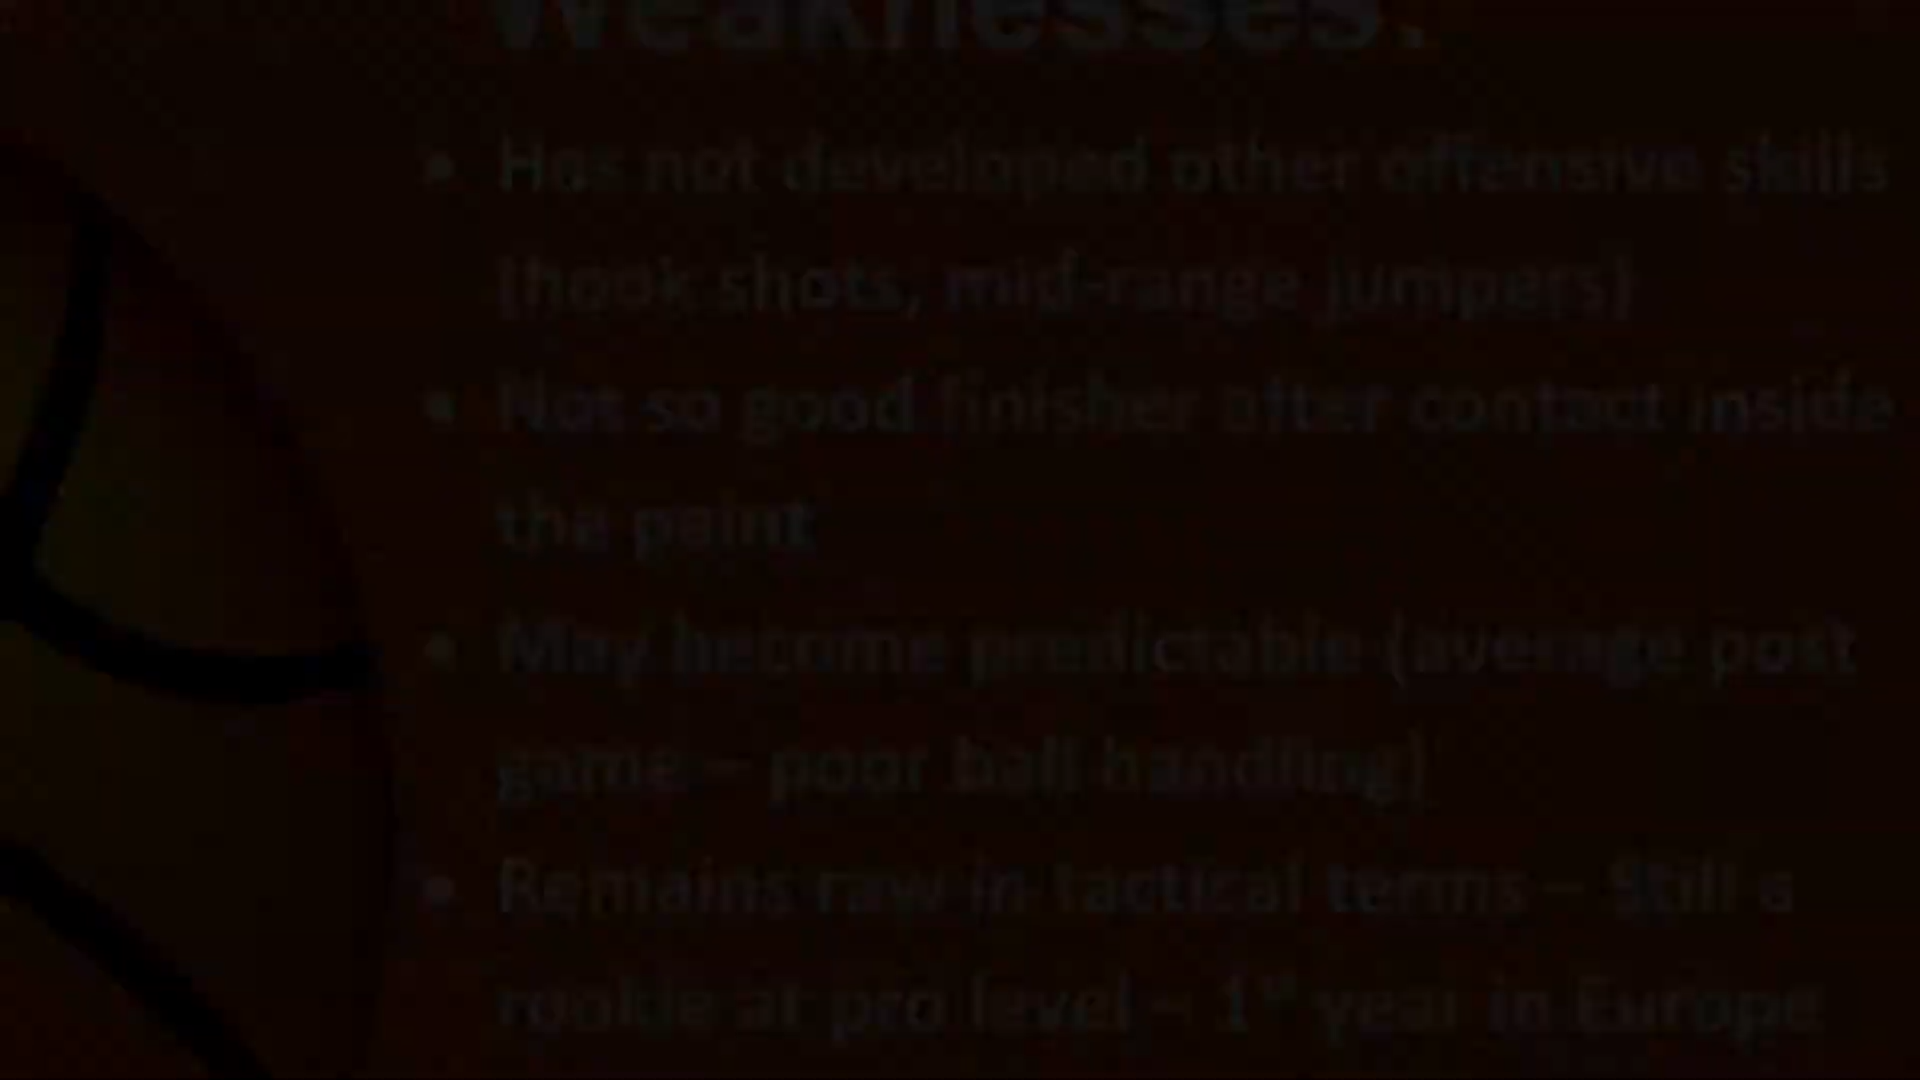 Weaknesses.
• Has not developed other offensive skills
(hook shots, mid-range jumpers)
• Not so good finisher after contact inside
the paint
• May become predictable (average post
game – poor ball handling)
• Remains raw in tactical terms – Still a
rookie at pro level – 1st year in Europe